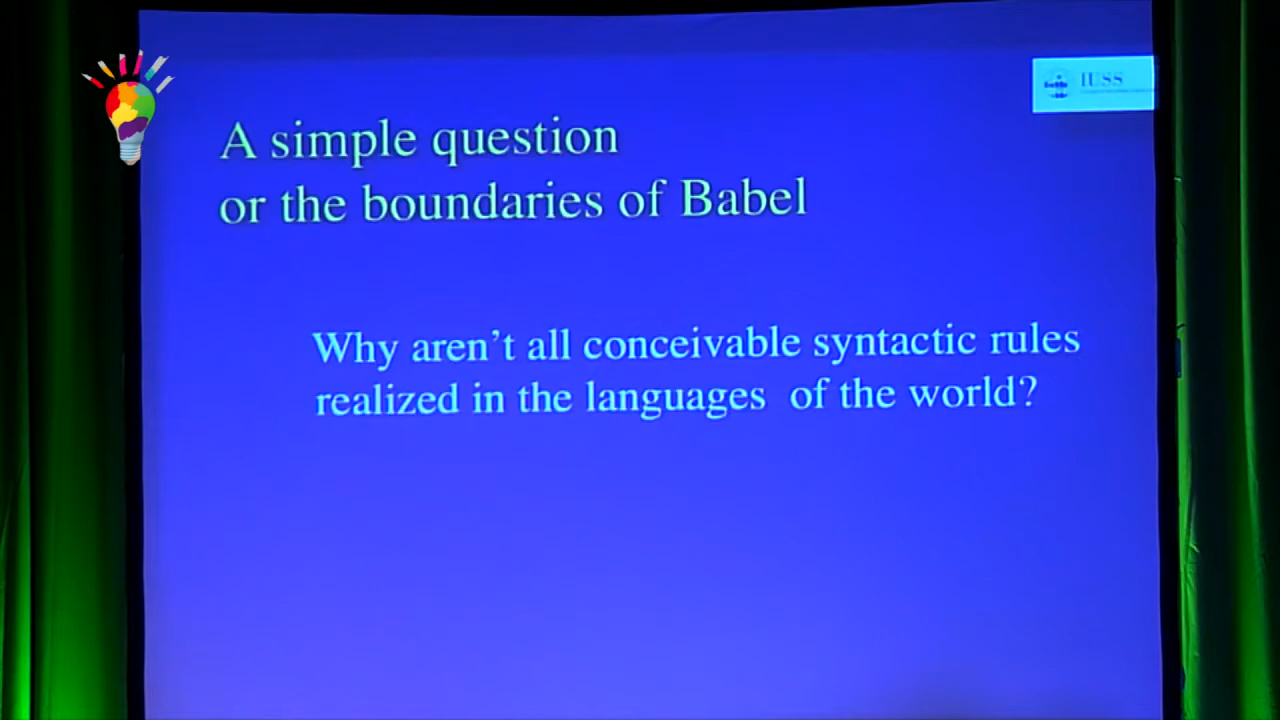 IUSS
A simple question
or the boundaries of Babel
Why aren't all conceivable syntactic rules
realized in the languages of the world?